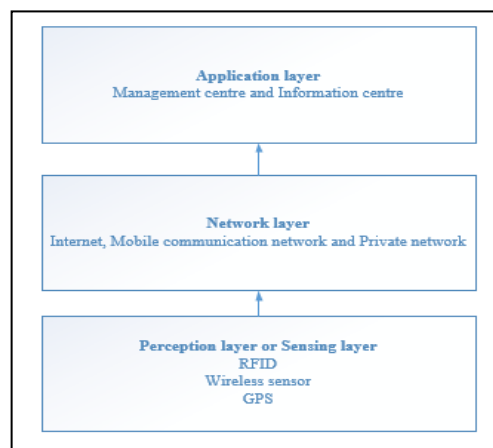 Application layer
Management centre and Information centre
Network layer
Internet, Mobile communication network and Private network
Perception layer or Sensing layer
RFID
Wireless sensor
GPS